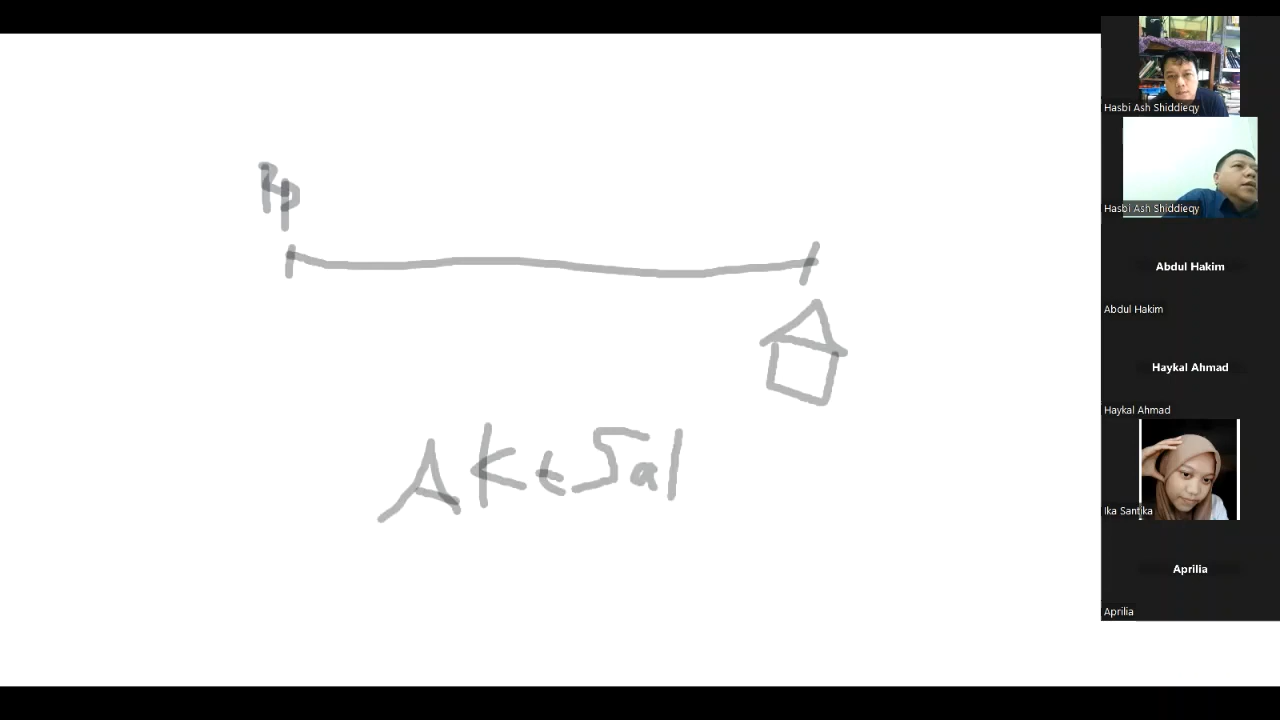 Rp
AKeSal
Hasbi Ash Shiddieqy
Hasbi Ash Shiddieqy
Abdul Hakim
Abdul Hakim
Haykal Ahmad
Haykal Ahmad
Ika Santika
Aprilia
Aprilia